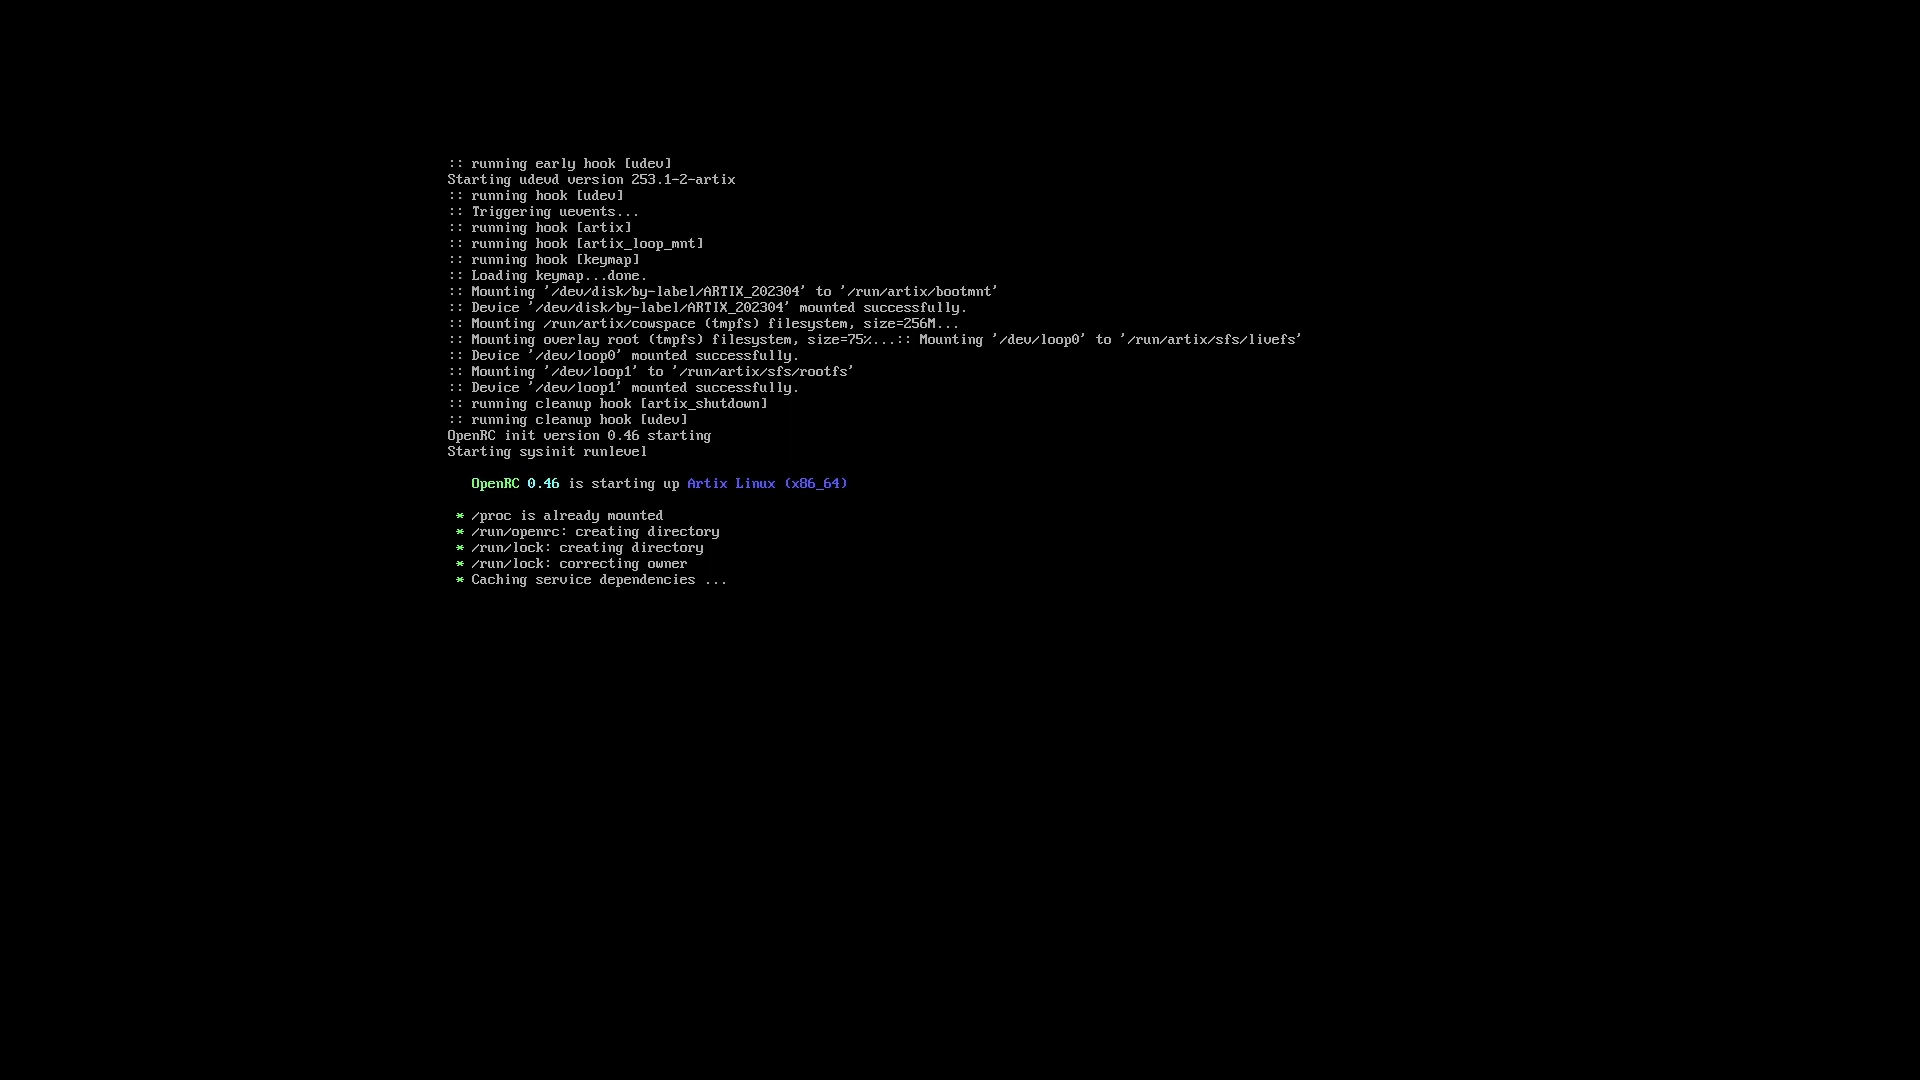 :: running early hook [udev]
Starting udevd version 253.1-2-artix
:: running hook [udev]
:: Triggering uevents...
:: running hook [artix]
:: running hook [artix_loop_mnt]
:: running hook [keymap]
:: Loading keymap...done.
:: Mounting '/dev/disk/by-label/ARTIX_202304' to '/run/artix/bootmnt'
:: Device '/dev/disk/by-label/ARTIX_202304' mounted successfully.
:: Mounting /run/artix/cowspace (tmpfs) filesystem, size=256M...
:: Mounting overlay root (tmpfs) filesystem, size=75%...:: Mounting '/dev/loop0' to '/run/artix/sfs/livefs'
:: Device '/dev/loop0' mounted successfully.
:: Mounting '/dev/loop1' to '/run/artix/sfs/rootfs'
:: Device '/dev/loop1' mounted successfully.
:: running cleanup hook [artix_shutdown]
:: running cleanup hook [udev]
OpenRC init version 0.46 starting
Starting sysinit runlevel
OpenRC 0.46 is starting up Artix Linux (x86_64)
* /proc is already mounted
* /run/openrc: creating directory
* /run/lock: creating directory
* /run/lock: correcting owner
* Caching service dependencies ...